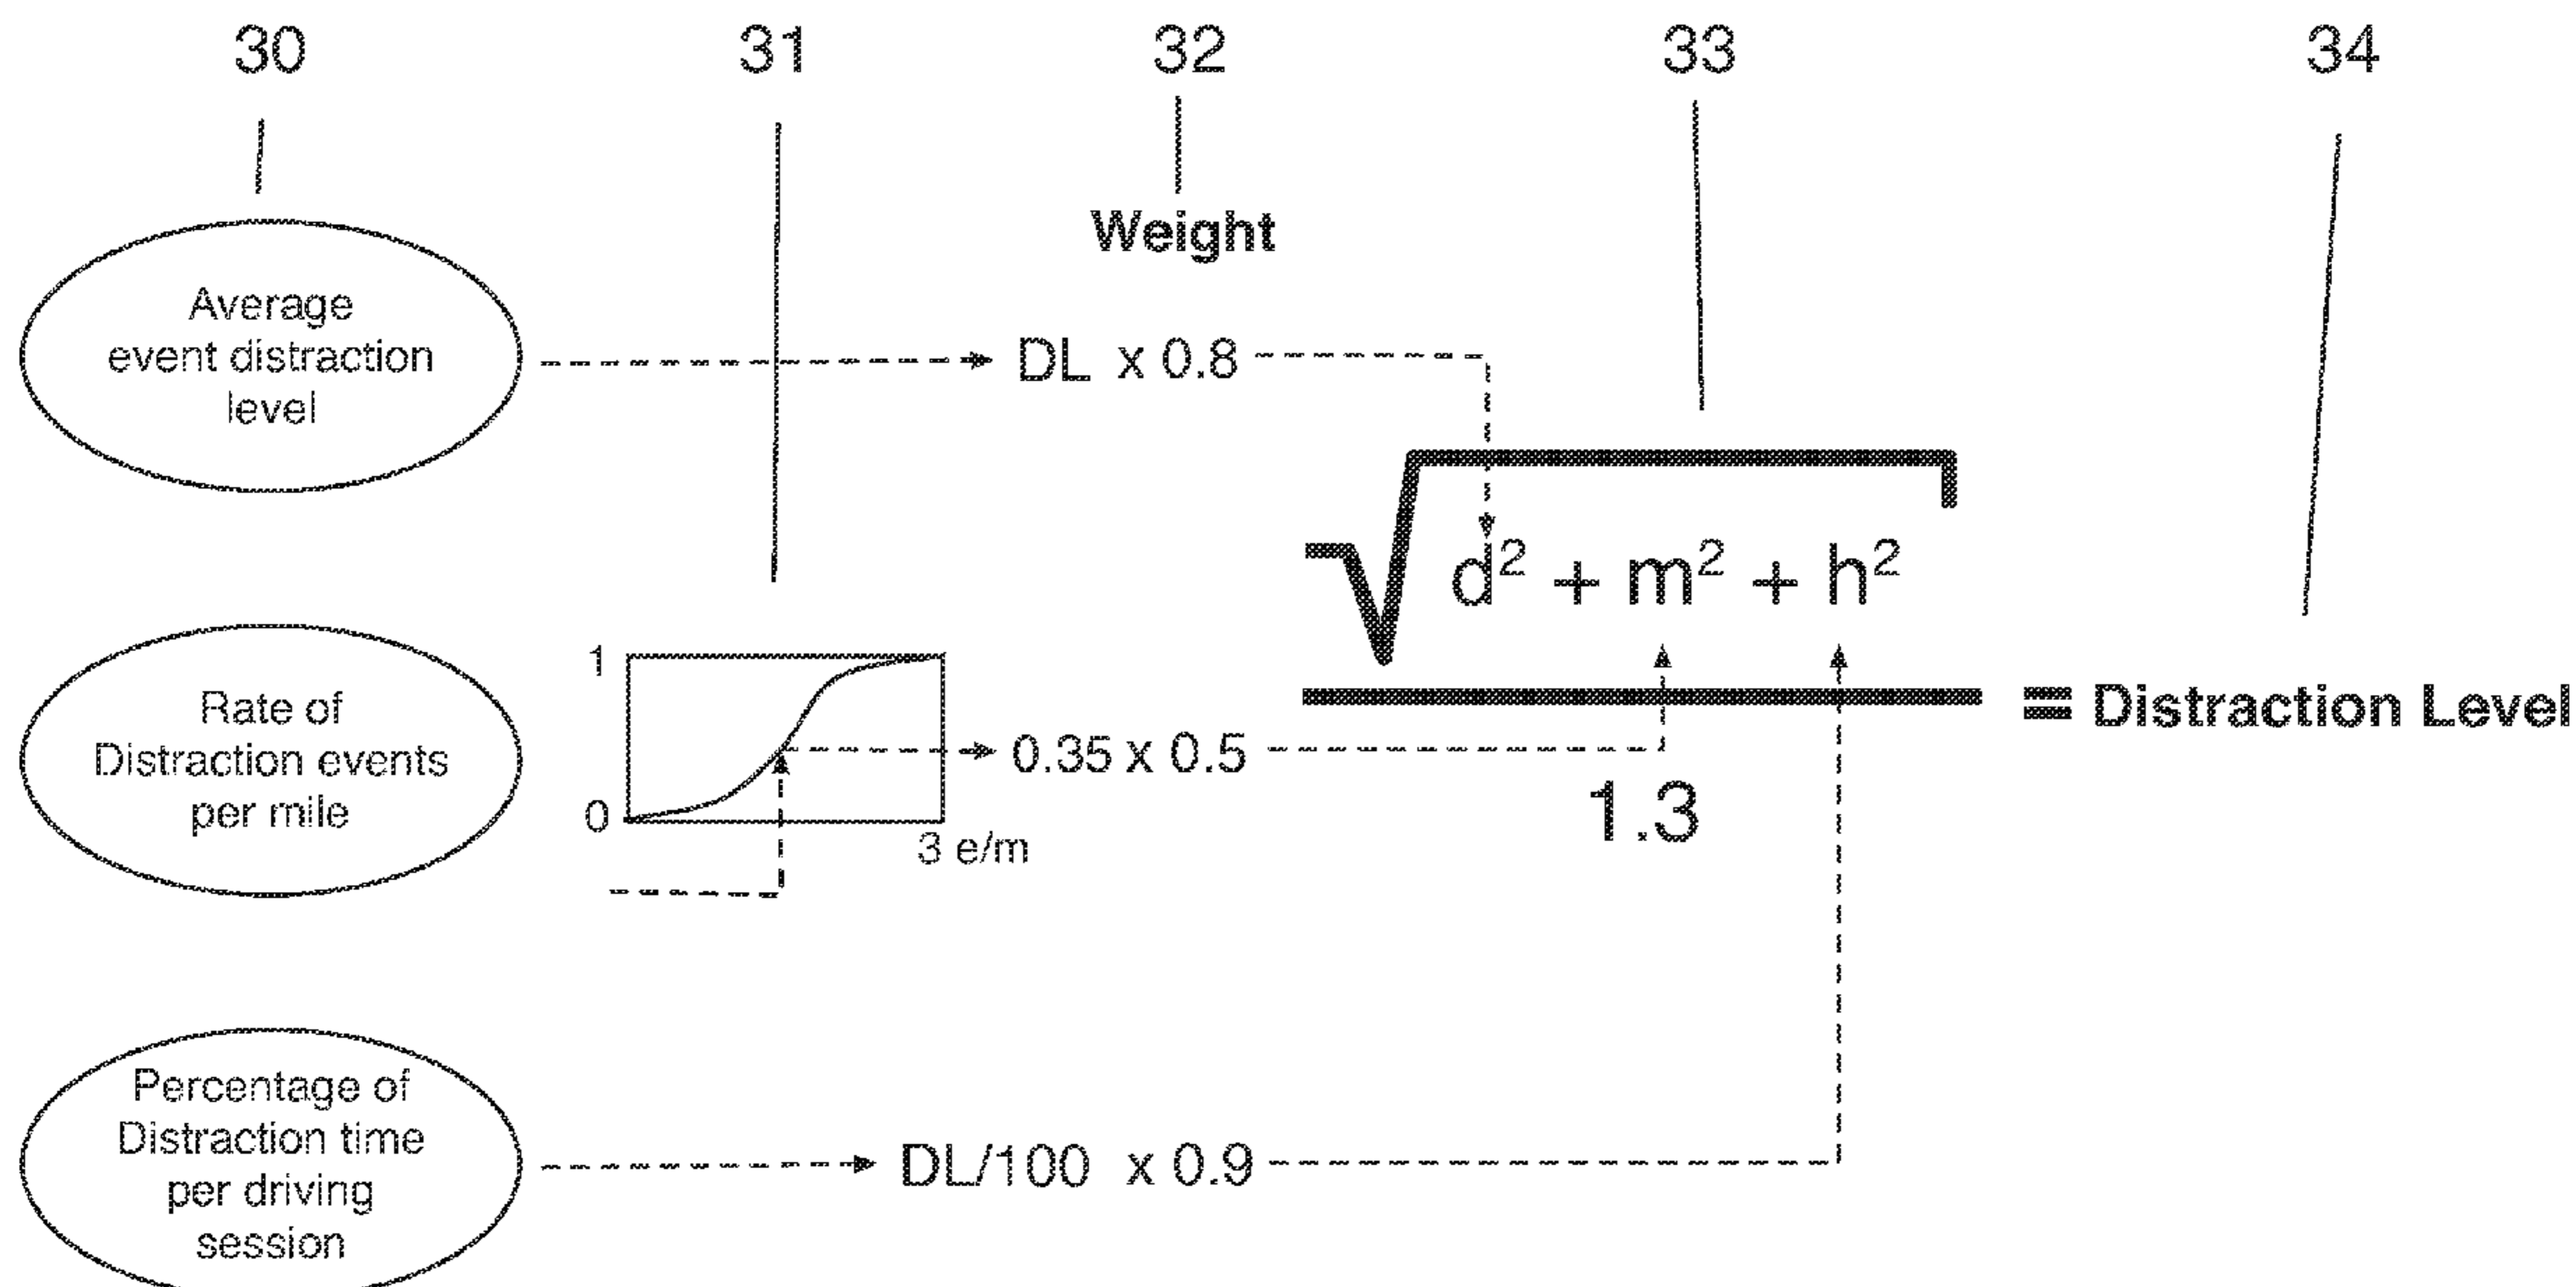 30 31 32 33 34
Weight
Average
event distraction
level
DL x 0.8
d² + m² + h²
1
0
3 e/m
Rate of
Distraction events
per mile
0.35 x 0.5
1.3
= Distraction Level
Percentage of
Distraction time
per driving
session
DL/100 x 0.9